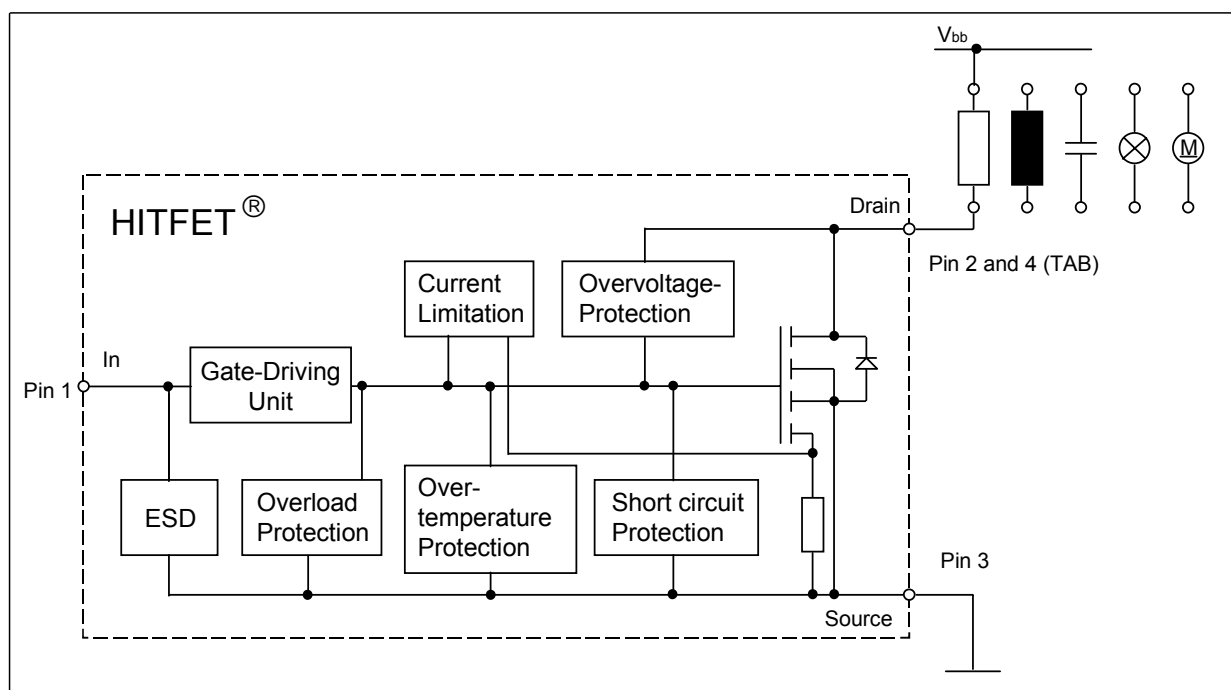 Vbb
M
HITFET ®
Drain
Pin 2 and 4 (TAB)
Current
Limitation
Overvoltage-
Protection
In
Pin 1
Gate-Driving
Unit
ESD
Overload
Protection
Over-
temperature
Protection
Short circuit
Protection
Pin 3
Source